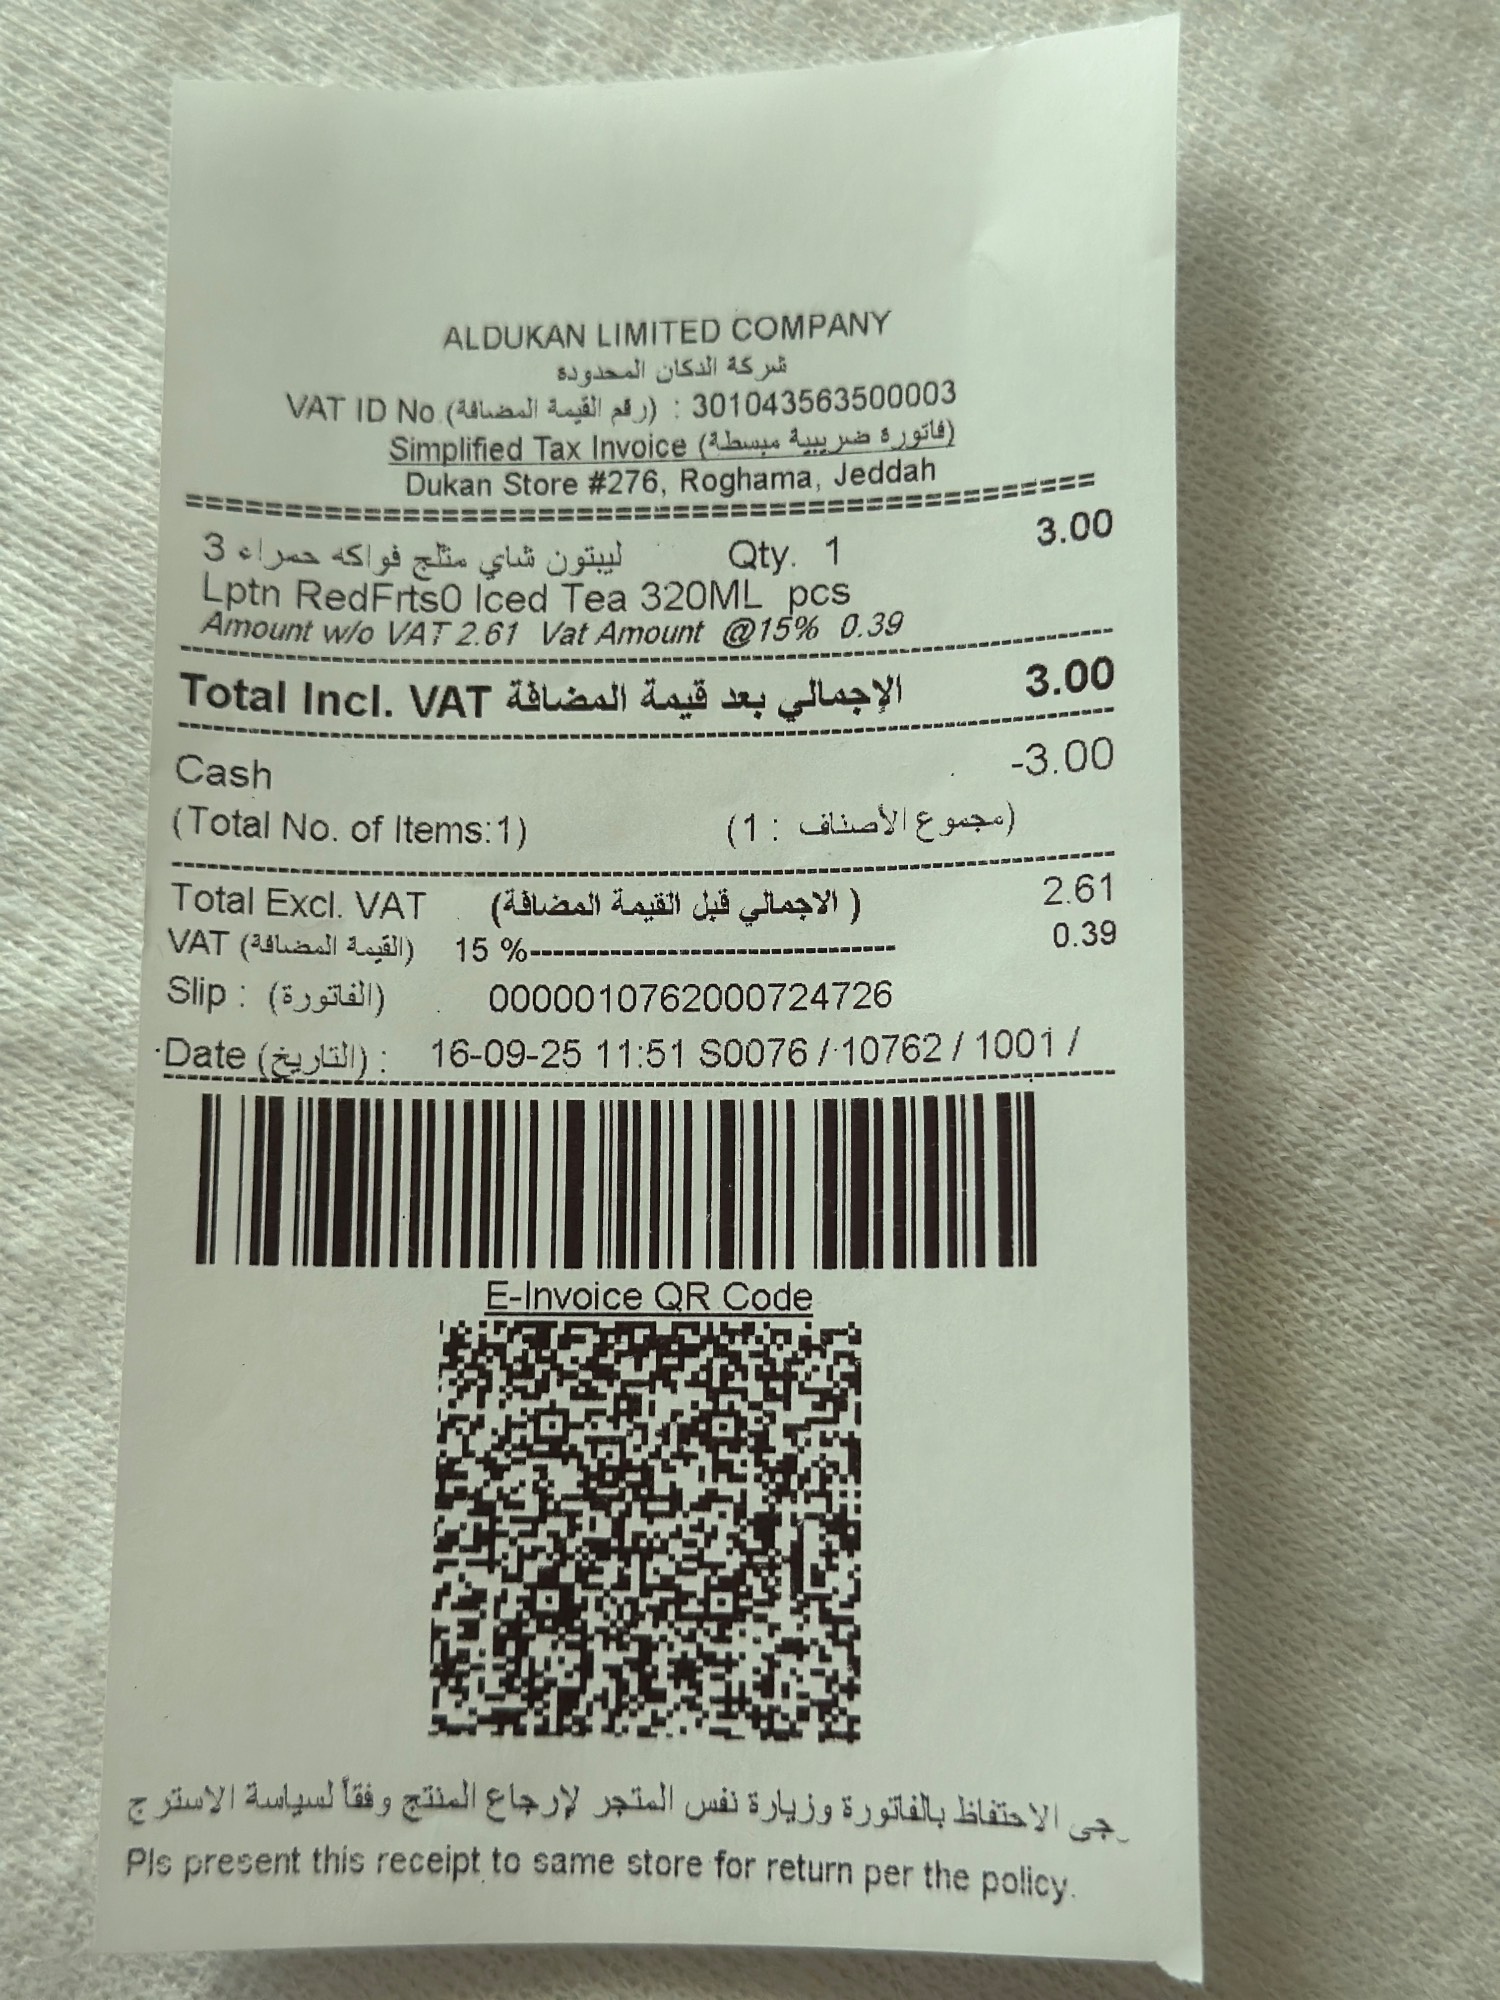 ALDUKAN LIMITED COMPANY
شركة الدكان المحدودة
VAT ID No.(رقم القيمة المضافة) : 301043563500003
Simplified Tax Invoice (فاتورة ضريبية مبسطة)
Dukan Store #276, Roghama, Jeddah
ليبتون شاي مثلج فواكه حمراء 3 Qty. 1 3.00
Lptn RedFrts0 Iced Tea 320ML pcs
Amount w/o VAT 2.61 Vat Amount @15% 0.39
Total Incl. VAT الإجمالي بعد قيمة المضافة 3.00
Cash -3.00
(Total No. of Items:1) (مجموع الأصناف : 1)
Total Excl. VAT (الاجمالي قبل القيمة المضافة ) 2.61
VAT (القيمة المضافة) 15 %------------------------------- 0.39
Slip : (الفاتورة) 0000010762000724726
Date (التاريخ) : 16-09-25 11:51 S0076 / 10762 / 1001 /
E-Invoice QR Code
رجى الاحتفاظ بالفاتورة وزيارة نفس المتجر لإرجاع المنتج وفقاً لسياسة الاسترج
Pls present this receipt to same store for return per the policy.